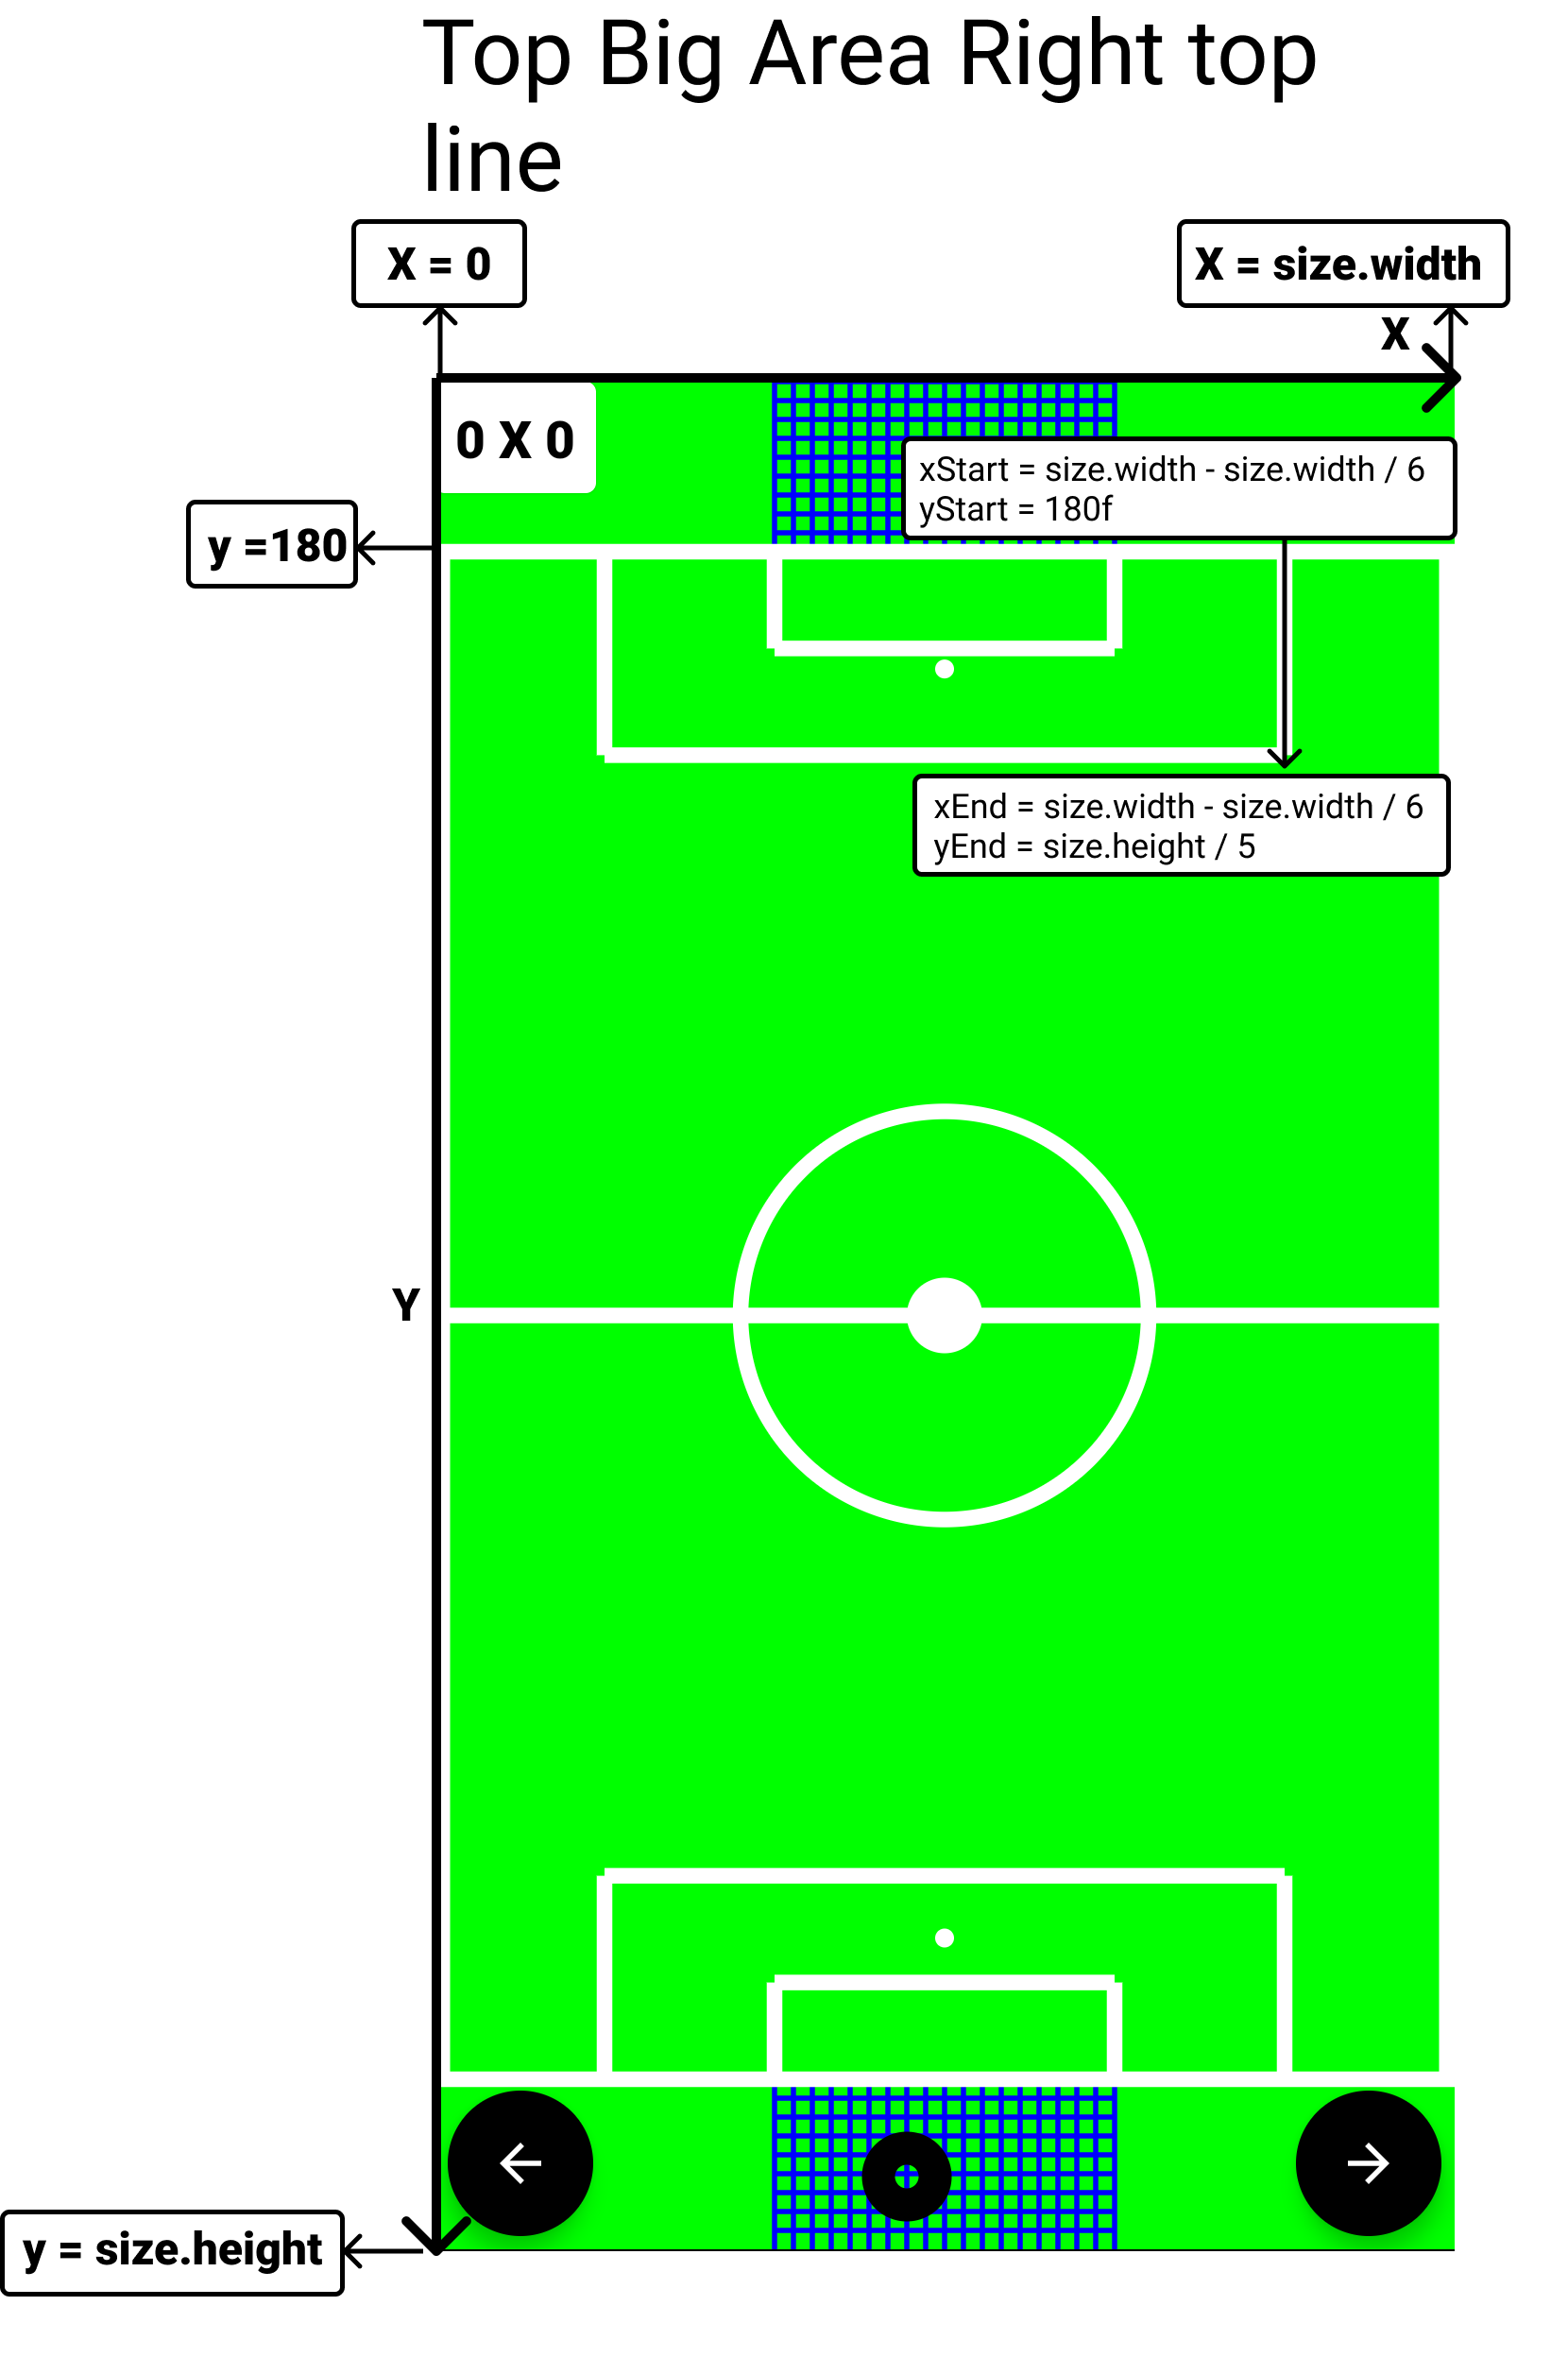 Top Big Area Right top
line
X = 0
X = size.width
X
0 X 0
xStart = size.width - size.width / 6
yStart = 180f
y =180
xEnd = size.width - size.width / 6
yEnd = size.height / 5
Y
y = size.height